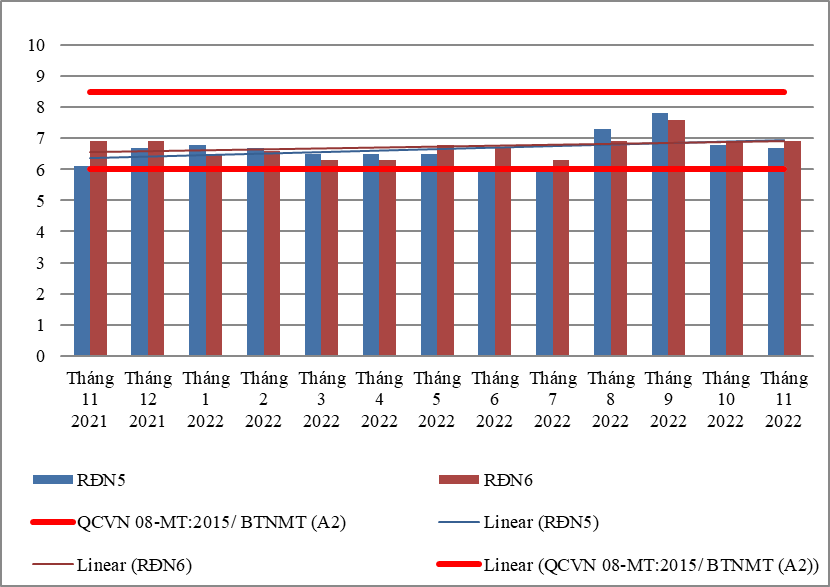 10
9
8
7
6
5
4
3
2
1
0
Tháng Tháng Tháng Tháng Tháng Tháng Tháng Tháng Tháng Tháng Tháng Tháng Tháng
11 12 1 2 3 4 5 6 7 8 9 10 11
2021 2021 2022 2022 2022 2022 2022 2022 2022 2022 2022 2022 2022
RĐN5 RĐN6
QCVN 08-MT:2015/ BTNMT (A2) Linear (RĐN5)
Linear (RĐN6) Linear (QCVN 08-MT:2015/ BTNMT (A2))